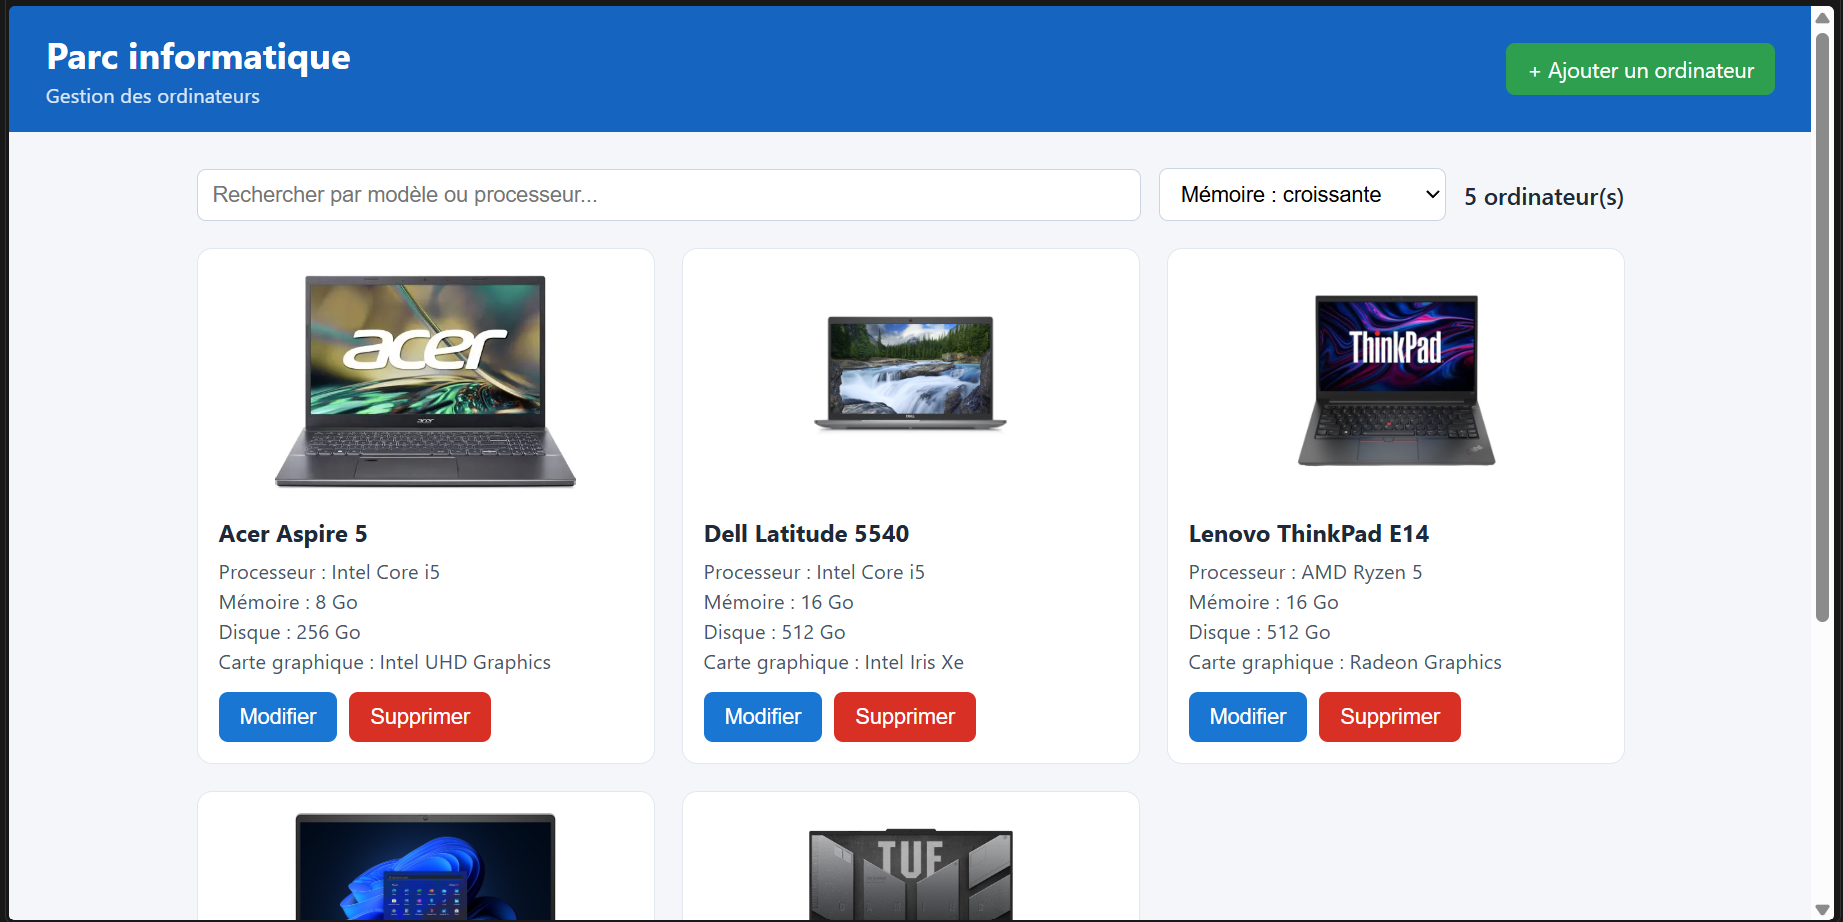 Parc informatique
Gestion des ordinateurs
+ Ajouter un ordinateur
Rechercher par modèle ou processeur...
Mémoire : croissante
5 ordinateur(s)
acer
acer
DELL
ThinkPad
Acer Aspire 5
Processeur : Intel Core i5
Mémoire : 8 Go
Disque : 256 Go
Carte graphique : Intel UHD Graphics
Modifier
Supprimer
Dell Latitude 5540
Processeur : Intel Core i5
Mémoire : 16 Go
Disque : 512 Go
Carte graphique : Intel Iris Xe
Modifier
Supprimer
Lenovo ThinkPad E14
Processeur : AMD Ryzen 5
Mémoire : 16 Go
Disque : 512 Go
Carte graphique : Radeon Graphics
Modifier
Supprimer
TUF